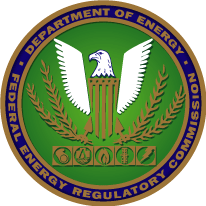 DEPARTMENT OF ENERGY
FEDERAL ENERGY REGULATORY COMMISSION